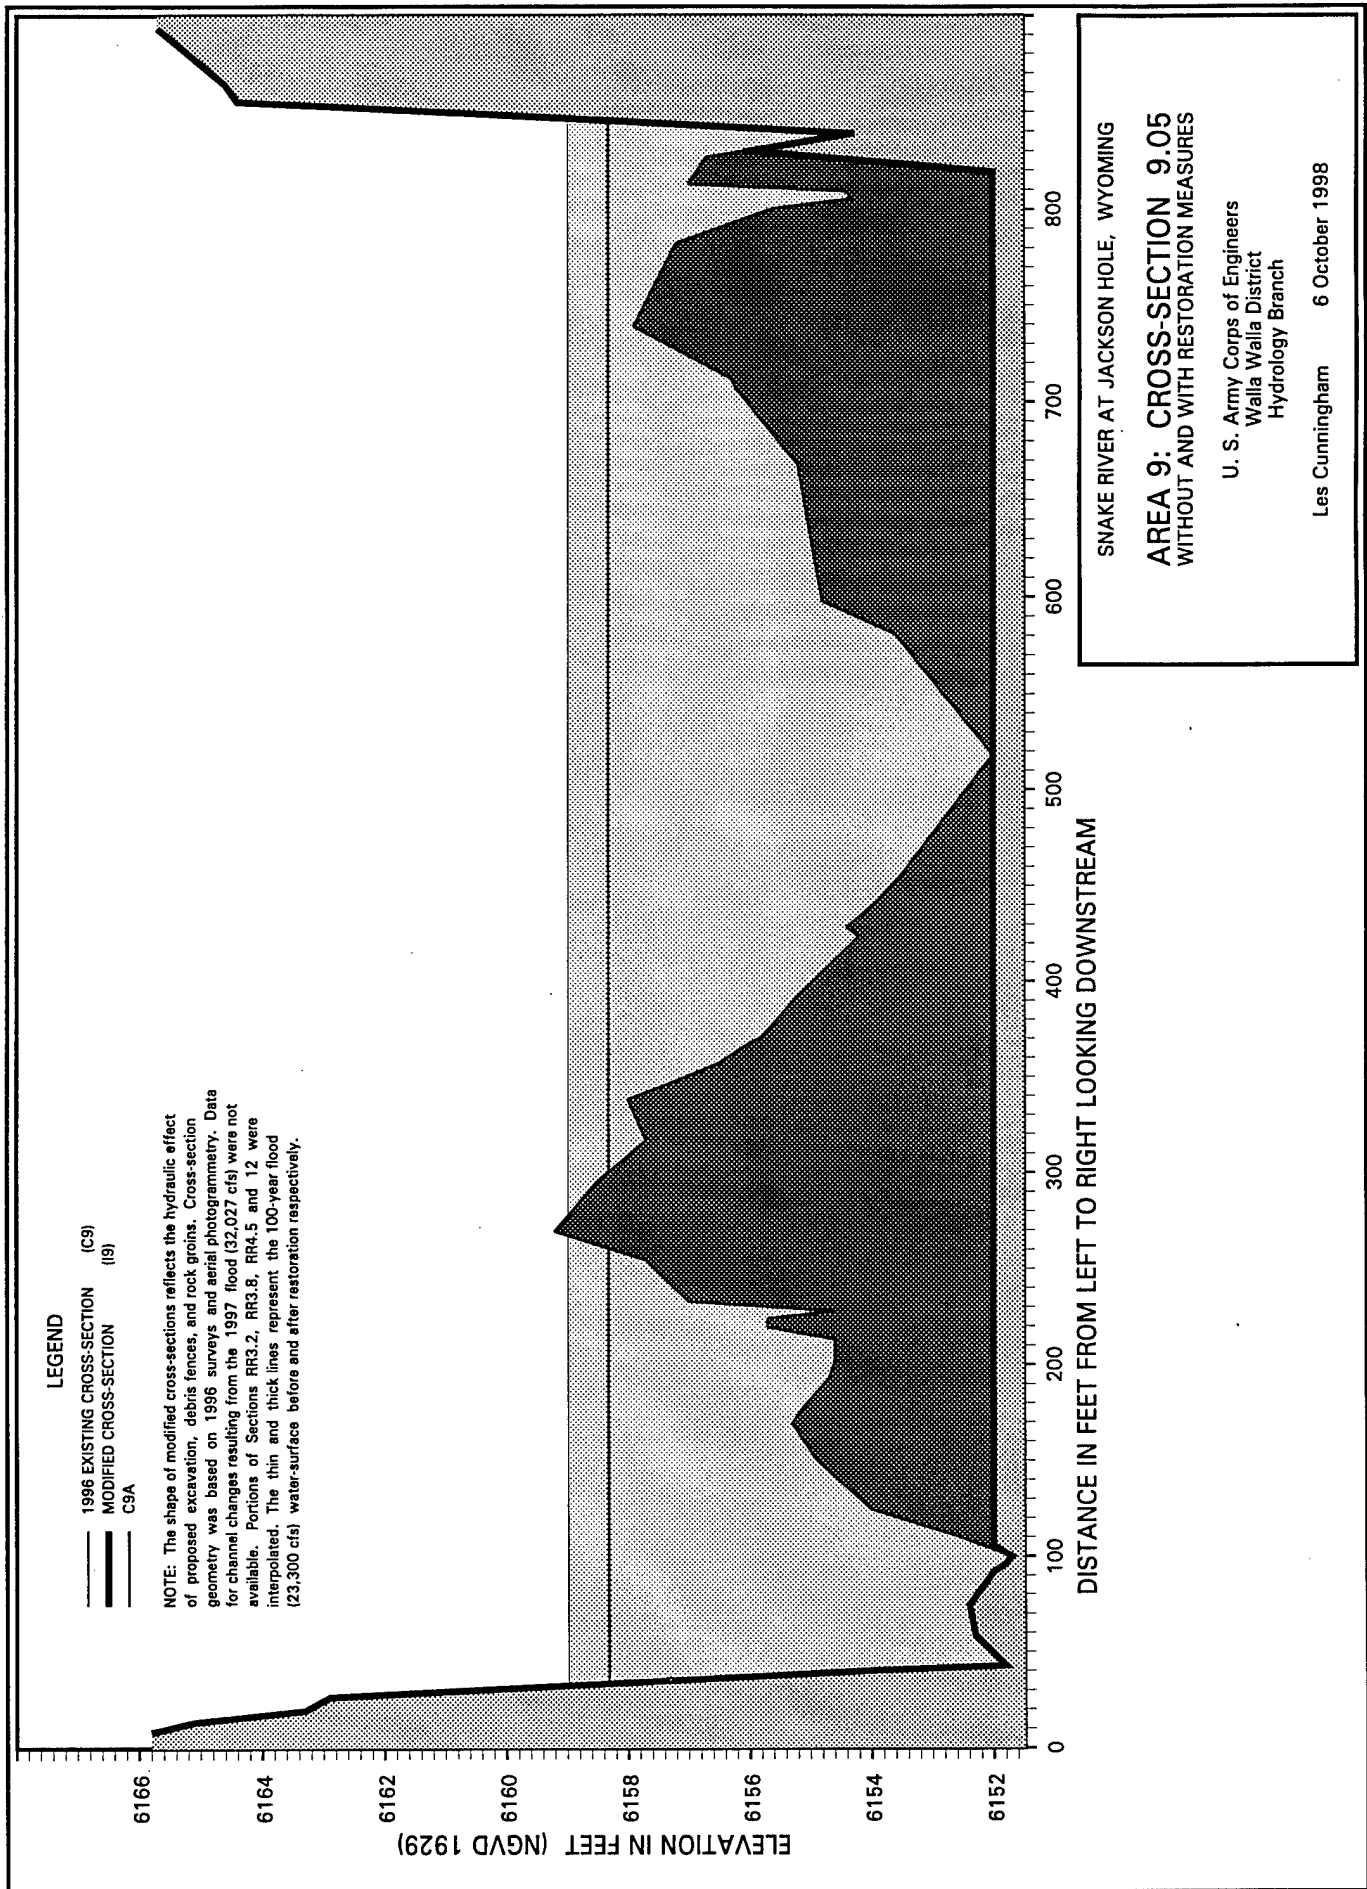 LEGEND
1996 EXISTING CROSS-SECTION (C9)
MODIFIED CROSS-SECTION (I9)
C9A
NOTE: The shape of modified cross-sections reflects the hydraulic effect
of proposed excavation, debris fences, and rock groins. Cross-section
geometry was based on 1996 surveys and aerial photogrammetry. Data
for channel changes resulting from the 1997 flood (32,027 cfs) were not
available. Portions of Sections RR3.2, RR3.8, RR4.5 and 12 were
interpolated. The thin and thick lines represent the 100-year flood
(23,300 cfs) water-surface before and after restoration respectively.
ELEVATION IN FEET (NGVD 1929)
6166
6164
6162
6160
6158
6156
6154
6152
0 100 200 300 400 500 600 700 800
DISTANCE IN FEET FROM LEFT TO RIGHT LOOKING DOWNSTREAM
SNAKE RIVER AT JACKSON HOLE, WYOMING
AREA 9: CROSS-SECTION 9.05
WITHOUT AND WITH RESTORATION MEASURES
U. S. Army Corps of Engineers
Walla Walla District
Hydrology Branch
Les Cunningham 6 October 1998